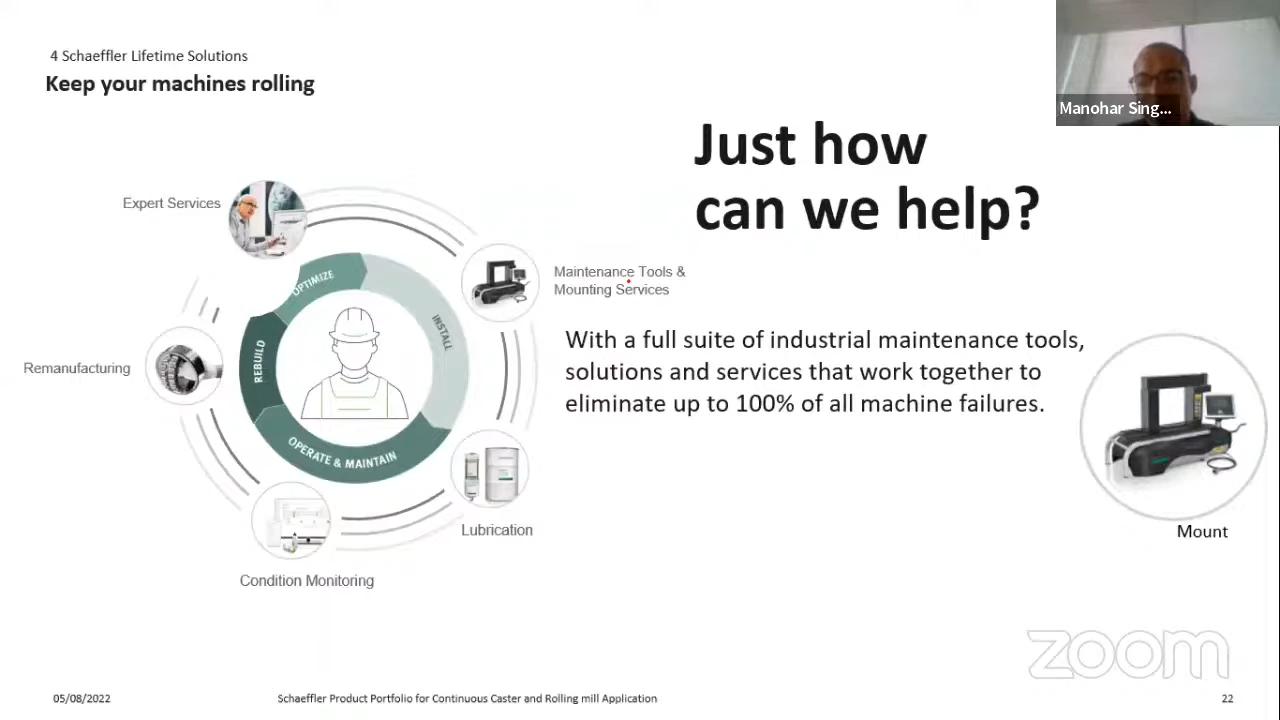 4 Schaeffler Lifetime Solutions
Keep your machines rolling
Manohar Sing...
Just how
can we help?
Expert Services
OPTIMIZE
INSTALL
Maintenance Tools &
Mounting Services
REBUILD
Remanufacturing
With a full suite of industrial maintenance tools,
solutions and services that work together to
eliminate up to 100% of all machine failures.
OPERATE & MAINTAIN
Lubrication
Mount
Condition Monitoring
zoom
05/08/2022
Schaeffler Product Portfolio for Continuous Caster and Rolling mill Application
22